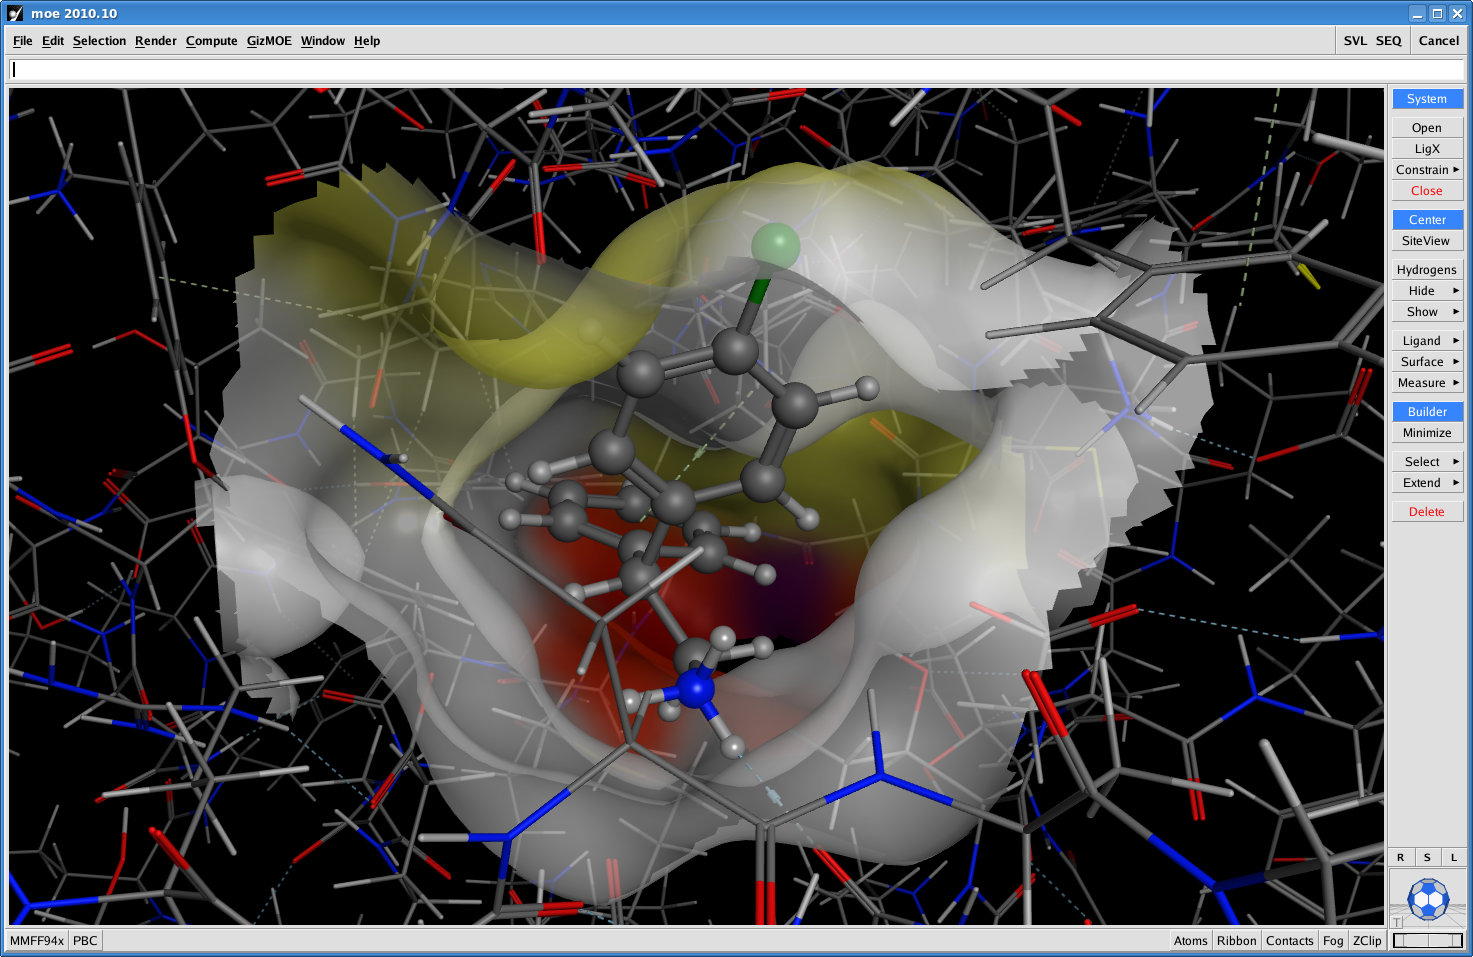 moe 2010.10
File Edit Selection Render Compute GizMOE Window Help SVL SEQ Cancel
System
Open
LigX
Constrain
Close
Center
SiteView
Hydrogens
Hide
Show
Ligand
Surface
Measure
Builder
Minimize
Select
Extend
Delete
R S L
T
MMFF94x PBC Atoms Ribbon Contacts Fog ZClip